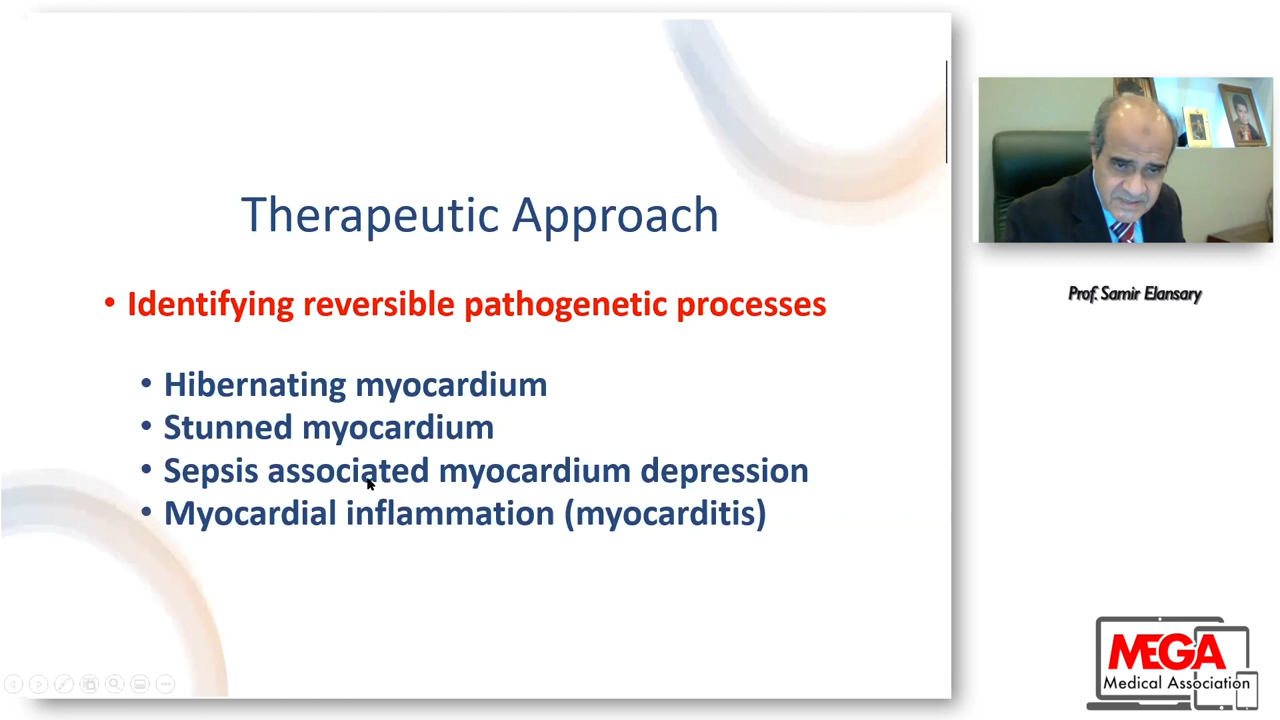 Therapeutic Approach
• Identifying reversible pathogenetic processes
• Hibernating myocardium
• Stunned myocardium
• Sepsis associated myocardium depression
• Myocardial inflammation (myocarditis)
Prof. Samir Elansary
MEGA
Medical Association